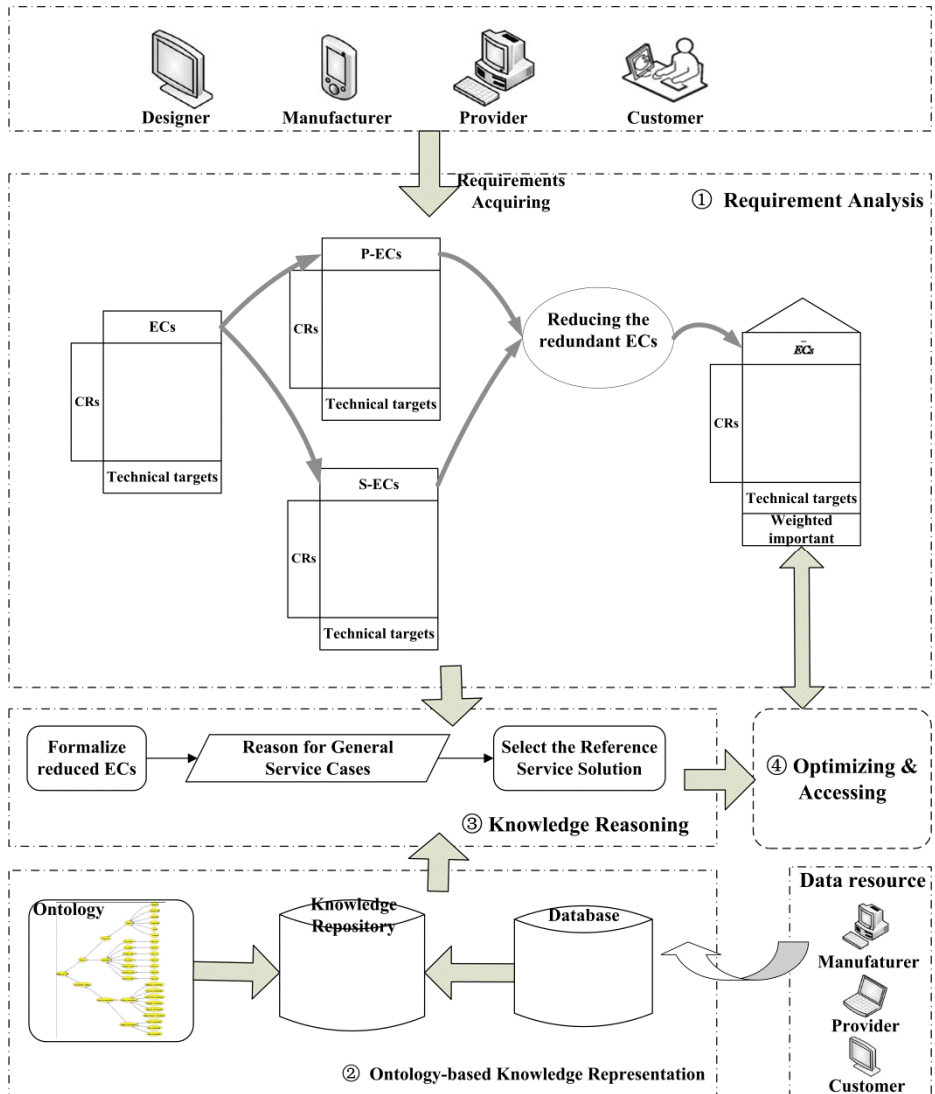 Designer
Manufacturer
Provider
Customer
Requirements
Acquiring
① Requirement Analysis
P-ECs
CRs
Technical targets
ECs
CRs
Technical targets
S-ECs
CRs
Technical targets
Reducing the
redundant ECs
ECs
CRs
Technical targets
Weighted
important
Formalize
reduced ECs
Reason for General
Service Cases
Select the Reference
Service Solution
③ Knowledge Reasoning
④ Optimizing &
Accessing
Ontology
Knowledge
Repository
Database
② Ontology-based Knowledge Representation
Data resource
Manufaturer
Provider
Customer